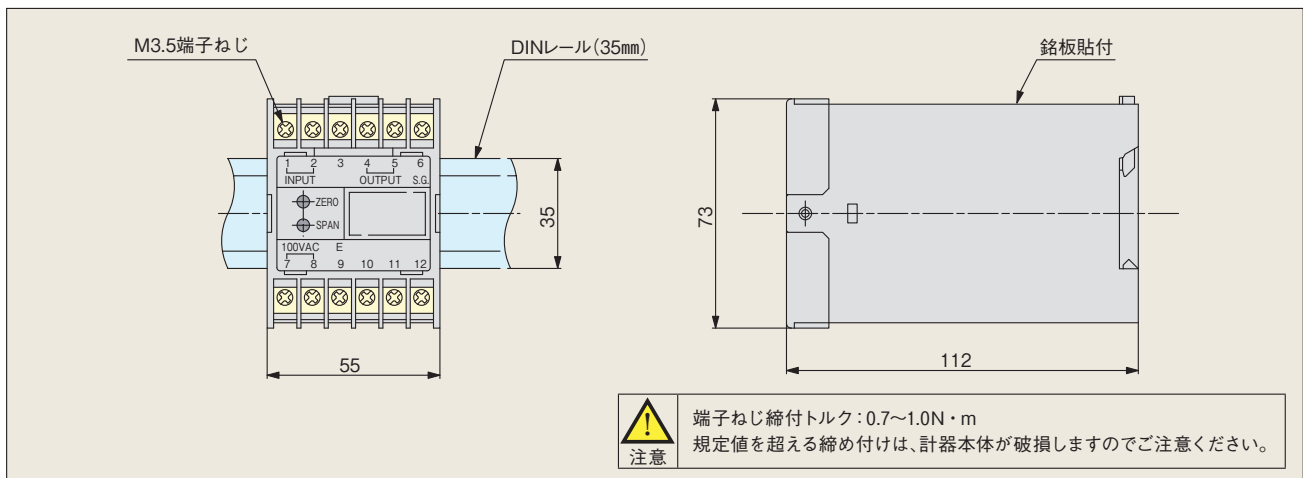 M3.5端子ねじ
DINレール（35㎜）
銘板貼付
1 2 3 4 5 6
INPUT OUTPUT S.G.
ZERO
SPAN
100VAC E
7 8 9 10 11 12
35
55
73
112
注意
端子ねじ締付トルク：0.7～1.0N・m
規定値を超える締め付けは、計器本体が破損しますのでご注意ください。